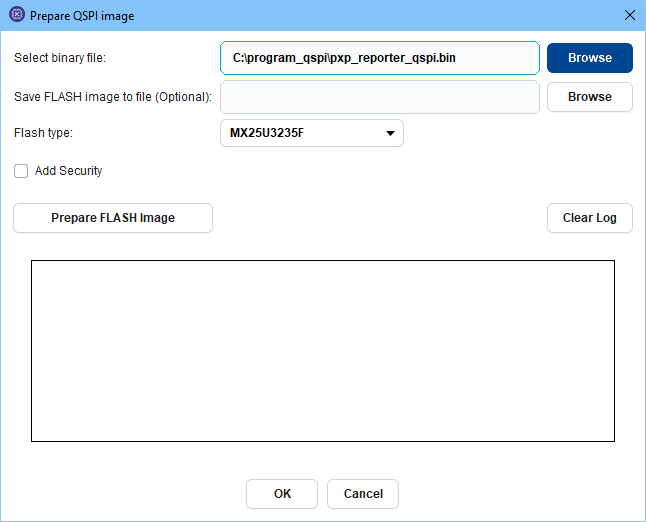 Prepare QSPI image
Select binary file: C:\program_qspi\pxp_reporter_qspi.bin Browse
Save FLASH image to file (Optional): Browse
Flash type: MX25U3235F
Add Security
Prepare FLASH Image Clear Log
OK Cancel